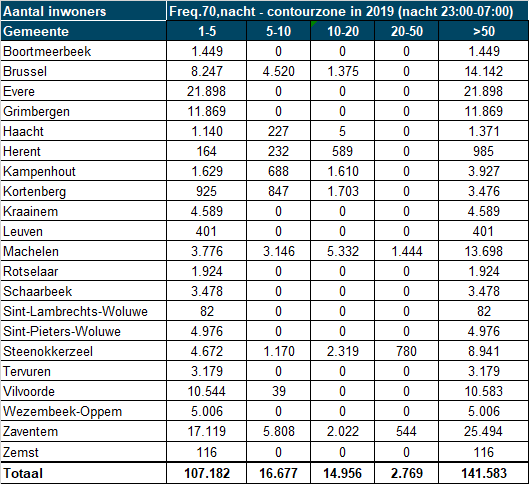 Aantal inwoners Freq.70,nacht - contourzone in 2019 (nacht 23:00-07:00)
Gemeente 1-5 5-10 10-20 20-50 >50
Boortmeerbeek 1.449 0 0 0 1.449
Brussel 8.247 4.520 1.375 0 14.142
Evere 21.898 0 0 0 21.898
Grimbergen 11.869 0 0 0 11.869
Haacht 1.140 227 5 0 1.371
Herent 164 232 589 0 985
Kampenhout 1.629 688 1.610 0 3.927
Kortenberg 925 847 1.703 0 3.476
Kraainem 4.589 0 0 0 4.589
Leuven 401 0 0 0 401
Machelen 3.776 3.146 5.332 1.444 13.698
Rotselaar 1.924 0 0 0 1.924
Schaarbeek 3.478 0 0 0 3.478
Sint-Lambrechts-Woluwe 82 0 0 0 82
Sint-Pieters-Woluwe 4.976 0 0 0 4.976
Steenokkerzeel 4.672 1.170 2.319 780 8.941
Tervuren 3.179 0 0 0 3.179
Vilvoorde 10.544 39 0 0 10.583
Wezembeek-Oppem 5.006 0 0 0 5.006
Zaventem 17.119 5.808 2.022 544 25.494
Zemst 116 0 0 0 116
Totaal 107.182 16.677 14.956 2.769 141.583